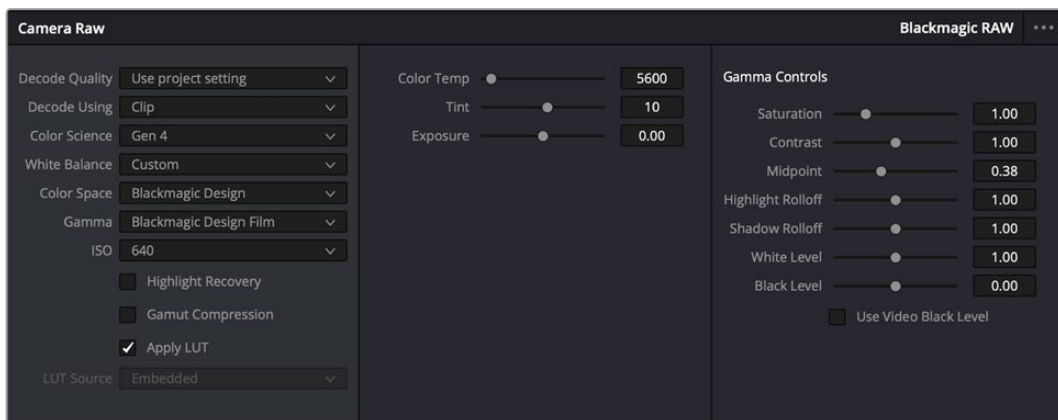 Camera Raw
Blackmagic RAW
Decode Quality Use project setting
Decode Using Clip
Color Science Gen 4
White Balance Custom
Color Space Blackmagic Design
Gamma Blackmagic Design Film
ISO 640
Highlight Recovery
Gamut Compression
Apply LUT
LUT Source Embedded
Color Temp 5600
Tint 10
Exposure 0.00
Gamma Controls
Saturation 1.00
Contrast 1.00
Midpoint 0.38
Highlight Rolloff 1.00
Shadow Rolloff 1.00
White Level 1.00
Black Level 0.00
Use Video Black Level